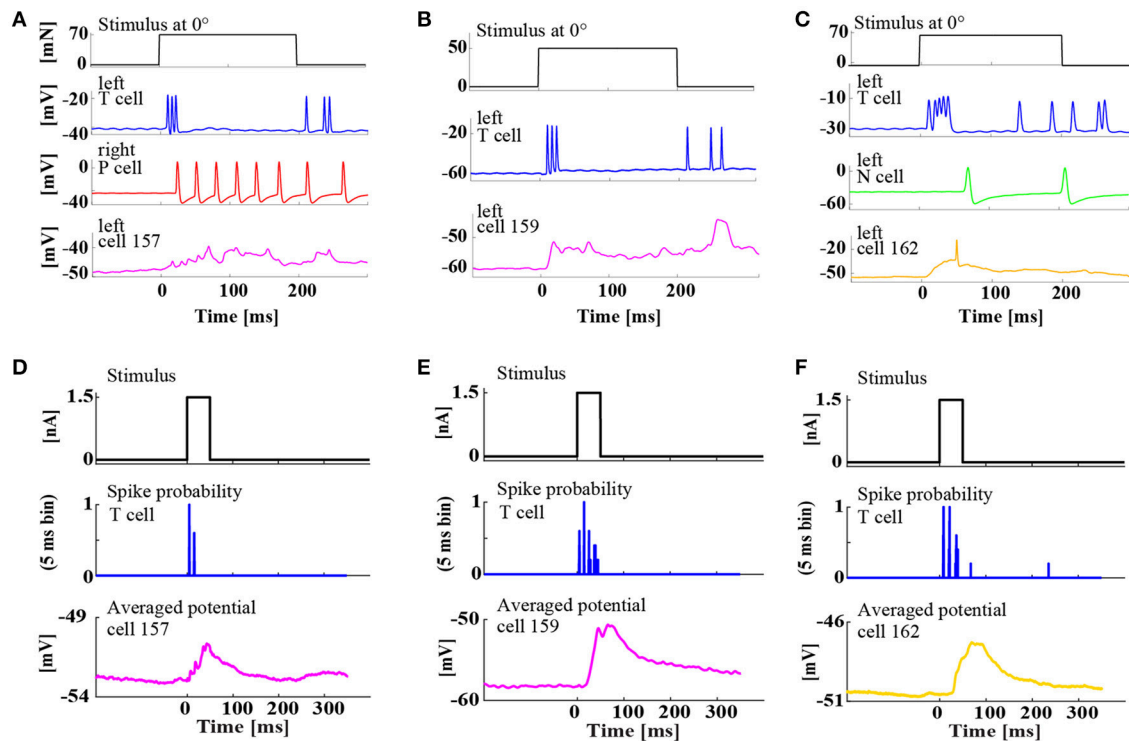 A
Stimulus at 0°
[mN]
70
0
left
T cell
[mV]
-20
-40
right
P cell
[mV]
0
-40
left
cell 157
[mV]
-40
-50
0 100 200
Time [ms]
B
Stimulus at 0°
50
0
left
T cell
-20
-60
left
cell 159
-50
-60
0 100 200
Time [ms]
C
Stimulus at 0°
70
0
left
T cell
-10
-30
left
N cell
0
-60
left
cell 162
-20
-50
0 100 200
Time [ms]
D
Stimulus
[nA]
1.5
0
Spike probability
T cell
(5 ms bin)
1
0
Averaged potential
cell 157
[mV]
-49
-54
0 100 200 300
Time [ms]
E
Stimulus
[nA]
1.5
0
Spike probability
T cell
(5 ms bin)
1
0
Averaged potential
cell 159
[mV]
-50
-60
0 100 200 300
Time [ms]
F
Stimulus
[nA]
1.5
0
Spike probability
T cell
(5 ms bin)
1
0
Averaged potential
cell 162
[mV]
-46
-51
0 100 200 300
Time [ms]